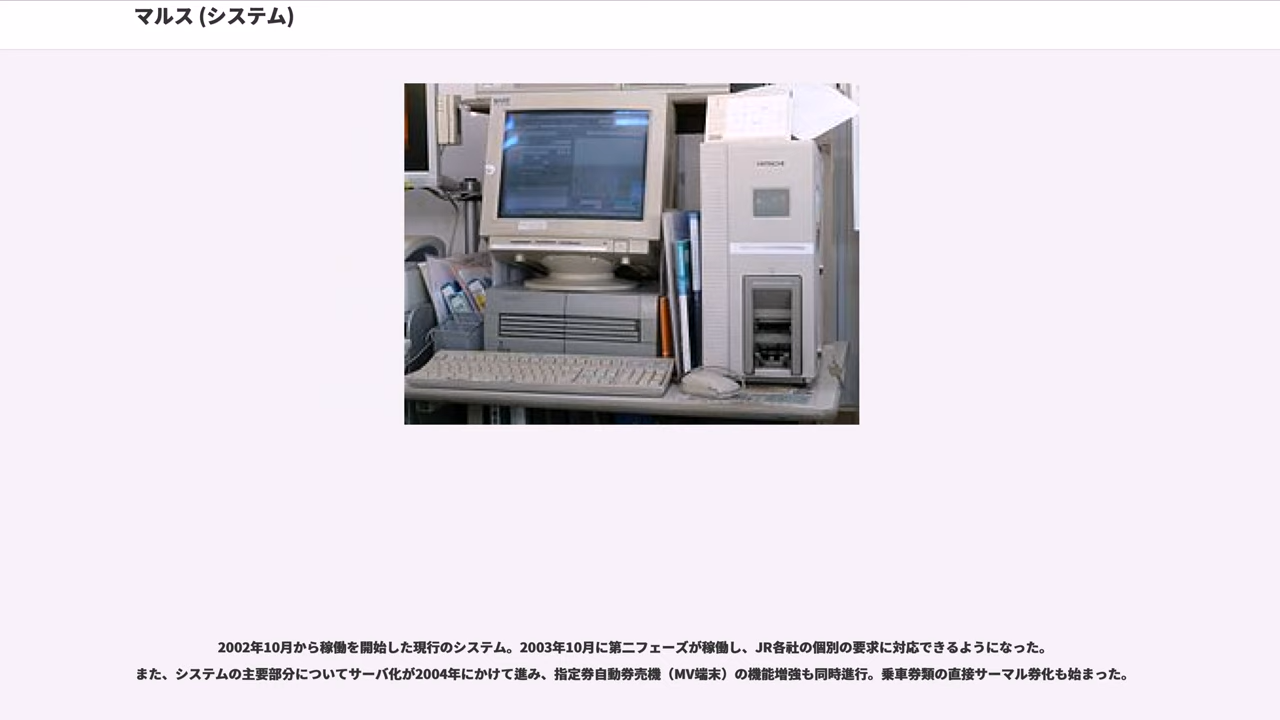 マルス (システム)
HITACHI
2002年10月から稼働を開始した現行のシステム。2003年10月に第二フェーズが稼働し、JR各社の個別の要求に対応できるようになった。
また、システムの主要部分についてサーバ化が2004年にかけて進み、指定券自動券売機（MV端末）の機能増強も同時進行。乗車券類の直接サーマル券化も始まった。